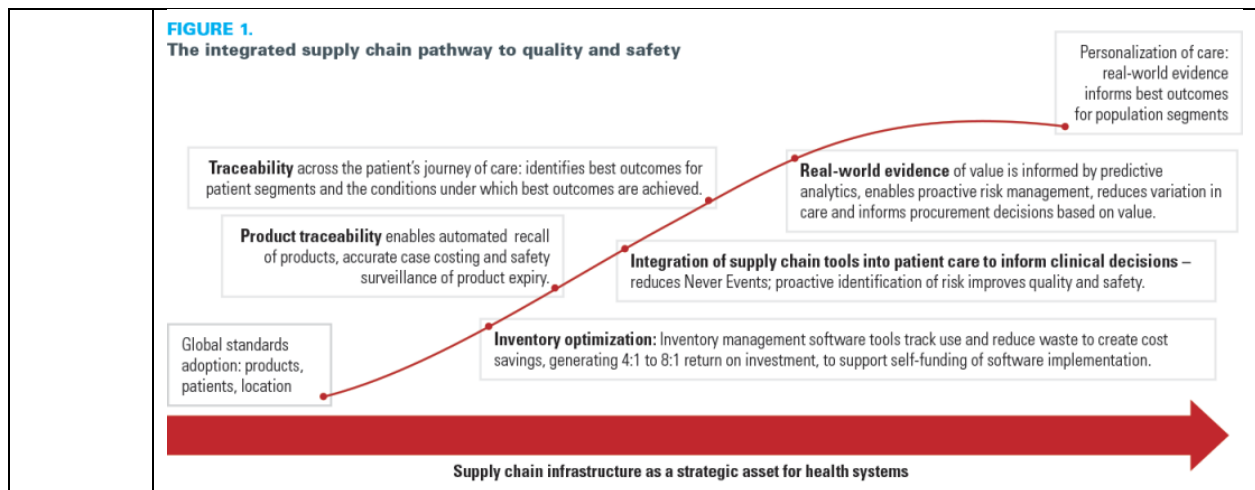 FIGURE 1.
The integrated supply chain pathway to quality and safety
Personalization of care:
real-world evidence
informs best outcomes
for population segments
Traceability across the patient's journey of care: identifies best outcomes for
patient segments and the conditions under which best outcomes are achieved.
Real-world evidence of value is informed by predictive
analytics, enables proactive risk management, reduces variation in
care and informs procurement decisions based on value.
Product traceability enables automated recall
of products, accurate case costing and safety
surveillance of product expiry.
Integration of supply chain tools into patient care to inform clinical decisions –
reduces Never Events; proactive identification of risk improves quality and safety.
Global standards
adoption: products,
patients, location
Inventory optimization: Inventory management software tools track use and reduce waste to create cost
savings, generating 4:1 to 8:1 return on investment, to support self-funding of software implementation.
Supply chain infrastructure as a strategic asset for health systems